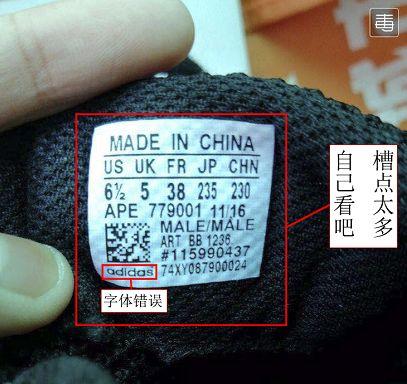 毒
MADE IN CHINA
US UK FR JP CHN
6½ 5 38 235 230
APE 779001 11/16
MALE/MALE
ART BB 1236
#115990437
adidas 74XY087900024
字体错误
槽点太多
自己看吧